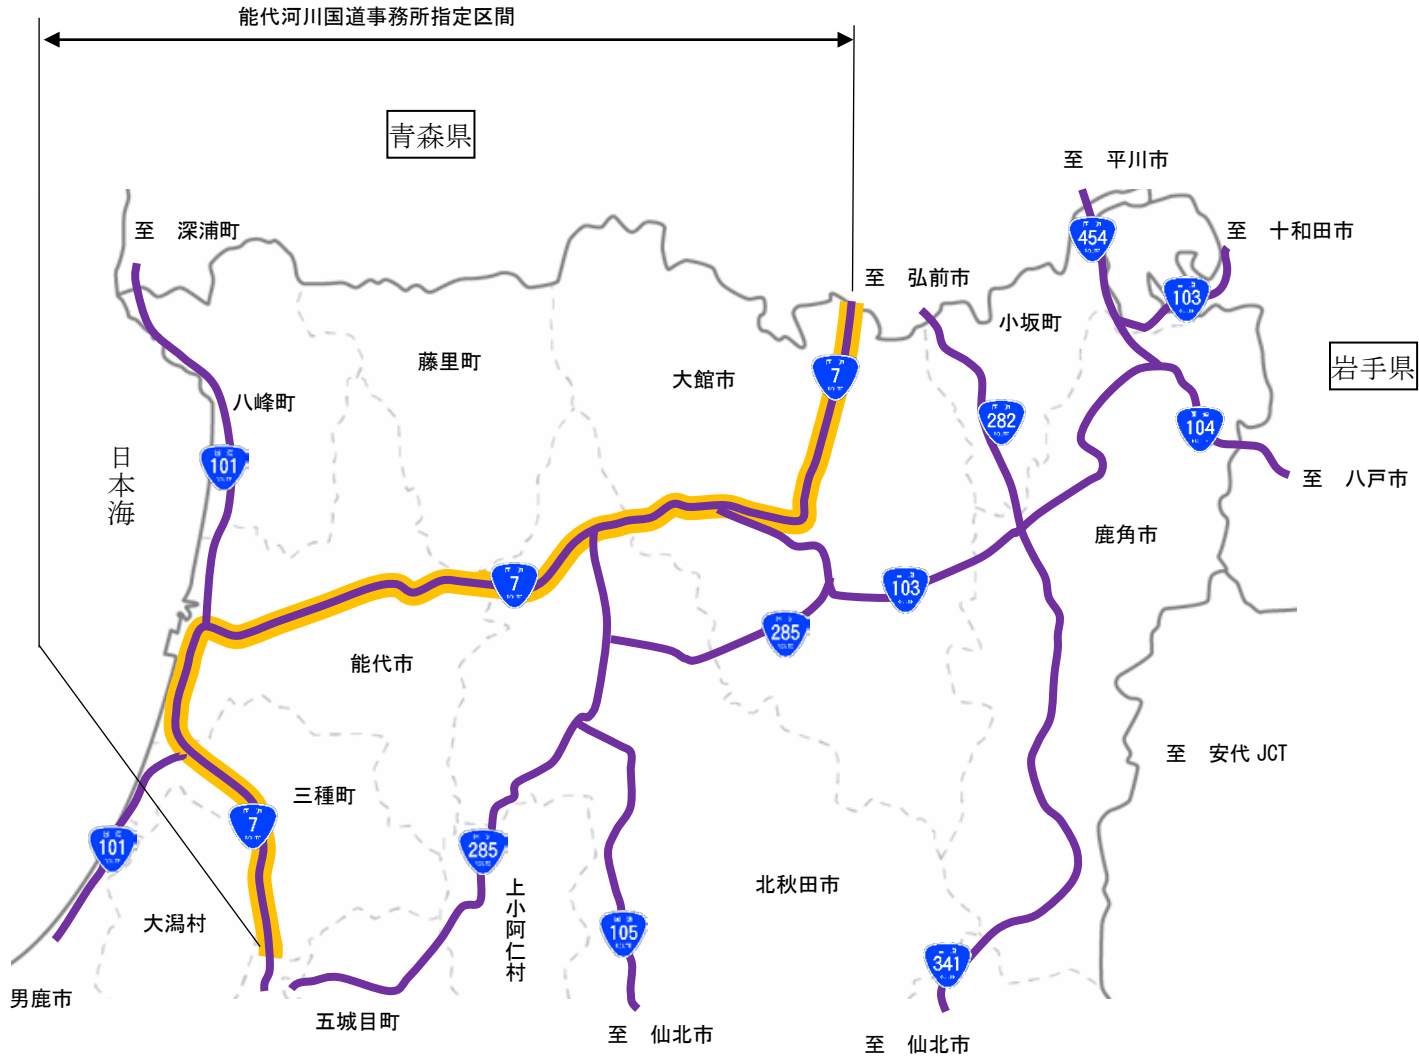 能代河川国道事務所指定区間
青森県
至　平川市
至　深浦町
454
至　十和田市
至　弘前市
103
小坂町
藤里町
大館市
7
岩手県
八峰町
282
104
日本海
101
至　八戸市
鹿角市
7
103
285
能代市
至　安代JCT
三種町
7
101
285
上小阿仁村
北秋田市
大潟村
105
341
男鹿市
五城目町
至　仙北市
至　仙北市